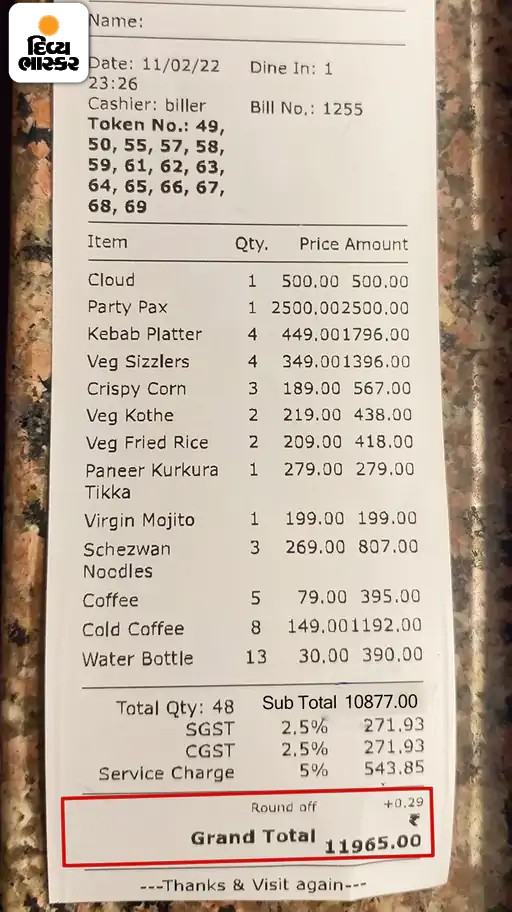 દિવ્ય
ભાસ્કર
Name:
Date: 11/02/22 Dine In: 1
23:26
Cashier: biller Bill No.: 1255
Token No.: 49,
50, 55, 57, 58,
59, 61, 62, 63,
64, 65, 66, 67,
68, 69
Item Qty. Price Amount
Cloud 1 500.00 500.00
Party Pax 1 2500.00 2500.00
Kebab Platter 4 449.00 1796.00
Veg Sizzlers 4 349.00 1396.00
Crispy Corn 3 189.00 567.00
Veg Kothe 2 219.00 438.00
Veg Fried Rice 2 209.00 418.00
Paneer Kurkura 1 279.00 279.00
Tikka
Virgin Mojito 1 199.00 199.00
Schezwan 3 269.00 807.00
Noodles
Coffee 5 79.00 395.00
Cold Coffee 8 149.00 1192.00
Water Bottle 13 30.00 390.00
Total Qty: 48 Sub Total 10877.00
SGST 2.5% 271.93
CGST 2.5% 271.93
Service Charge 5% 543.85
Round off +0.29
₹
Grand Total 11965.00
---Thanks & Visit again---